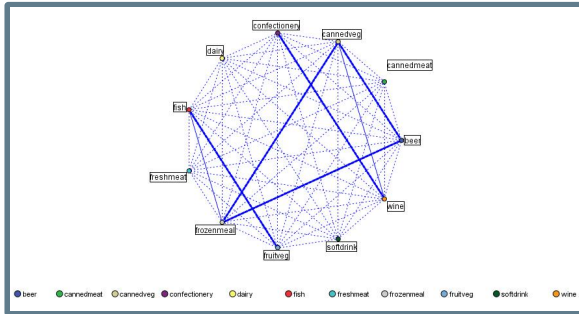 confectionery
cannedveg
dairy
cannedmeat
fish
beer
freshmeat
wine
frozenmeal
softdrink
fruitveg
beer cannedmeat cannedveg confectionery dairy fish freshmeat frozenmeal fruitveg softdrink wine